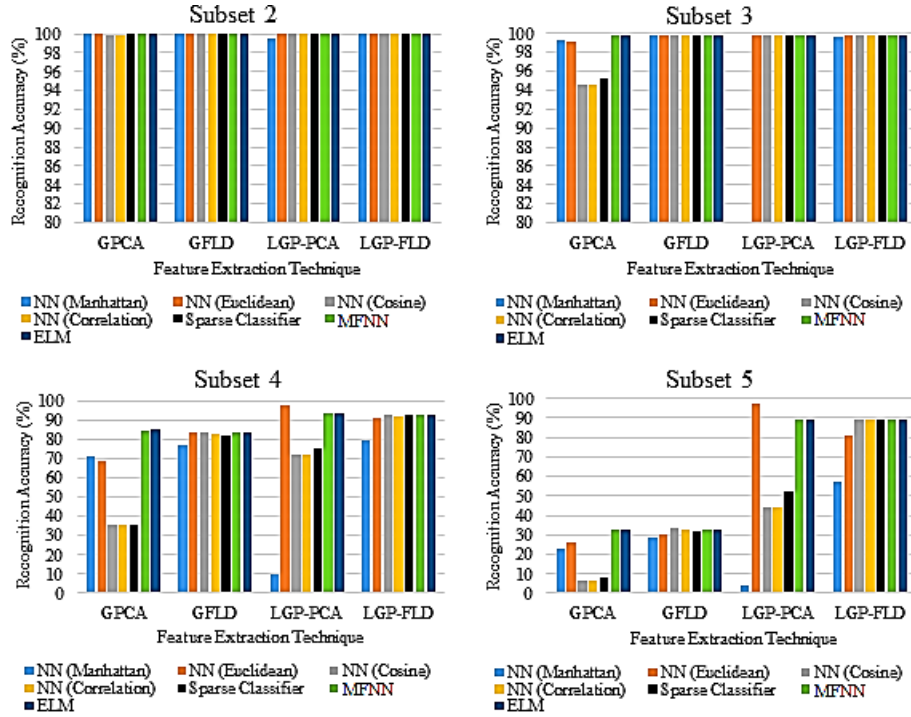 Subset 2
Recognition Accuracy (%)
100
98
96
94
92
90
88
86
84
82
80
GPCA GFLD LGP-PCA LGP-FLD
Feature Extraction Technique
NN (Manhattan) NN (Euclidean) NN (Cosine)
NN (Correlation) Sparse Classifier MFNN
ELM
Subset 3
Recognition Accuracy (%)
100
98
96
94
92
90
88
86
84
82
80
GPCA GFLD LGP-PCA LGP-FLD
Feature Extraction Technique
NN (Manhattan) NN (Euclidean) NN (Cosine)
NN (Correlation) Sparse Classifier MFNN
ELM
Subset 4
Recognition Accuracy (%)
100
90
80
70
60
50
40
30
20
10
0
GPCA GFLD LGP-PCA LGP-FLD
Feature Extraction Technique
NN (Manhattan) NN (Euclidean) NN (Cosine)
NN (Correlation) Sparse Classifier MFNN
ELM
Subset 5
Recognition Accuracy (%)
100
90
80
70
60
50
40
30
20
10
0
GPCA GFLD LGP-PCA LGP-FLD
Feature Extraction Technique
NN (Manhattan) NN (Euclidean) NN (Cosine)
NN (Correlation) Sparse Classifier MFNN
ELM